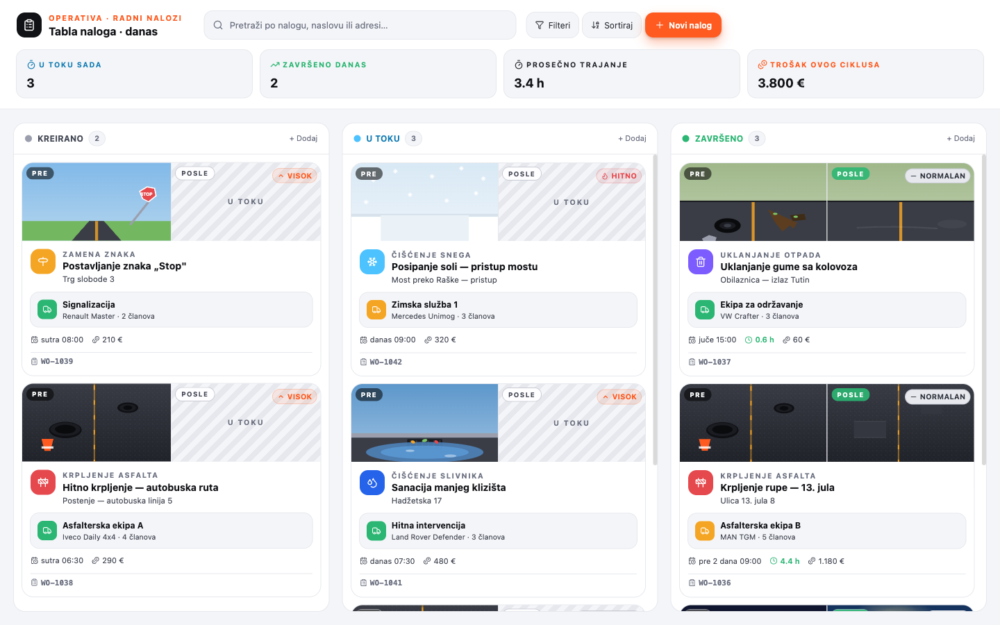 OPERATIVA · RADNI NALOZI
Tabla naloga · danas
Pretraži po nalogu, naslovu ili adresi...
Filteri
Sortiraj
Novi nalog
U TOKU SADA
3
ZAVRŠENO DANAS
2
PROSEČNO TRAJANJE
3.4 h
TROŠAK OVOG CIKLUSA
3.800 €
KREIRANO 2
+ Dodaj
PRE
STOP
POSLE
VISOK
U TOKU
ZAMENA ZNAKA
Postavljanje znaka „Stop"
Trg slobode 3
Signalizacija
Renault Master · 2 članova
sutra 08:00 210 €
WO-1039
PRE
POSLE
VISOK
U TOKU
KRPLJENJE ASFALTA
Hitno krpljenje — autobuska ruta
Postenje — autobuska linija 5
Asfalterska ekipa A
Iveco Daily 4x4 · 4 članova
sutra 06:30 290 €
WO-1038
U TOKU 3
+ Dodaj
PRE
POSLE
HITNO
U TOKU
ČIŠĆENJE SNEGA
Posipanje soli — pristup mostu
Most preko Raške — pristup
Zimska služba 1
Mercedes Unimog · 3 članova
danas 09:00 320 €
WO-1042
PRE
POSLE
VISOK
U TOKU
ČIŠĆENJE SLIVNIKA
Sanacija manjeg klizišta
Hadžetska 17
Hitna intervencija
Land Rover Defender · 3 članova
danas 07:30 480 €
WO-1041
ZAVRŠENO 3
+ Dodaj
PRE
POSLE
NORMALAN
UKLANJANJE OTPADA
Uklanjanje gume sa kolovoza
Obilaznica — izlaz Tutin
Ekipa za održavanje
VW Crafter · 3 članova
juče 15:00 0.6 h 60 €
WO-1037
PRE
POSLE
NORMALAN
KRPLJENJE ASFALTA
Krpljenje rupe — 13. jula
Ulica 13. jula 8
Asfalterska ekipa B
MAN TGM · 5 članova
pre 2 dana 09:00 4.4 h 1.180 €
WO-1036